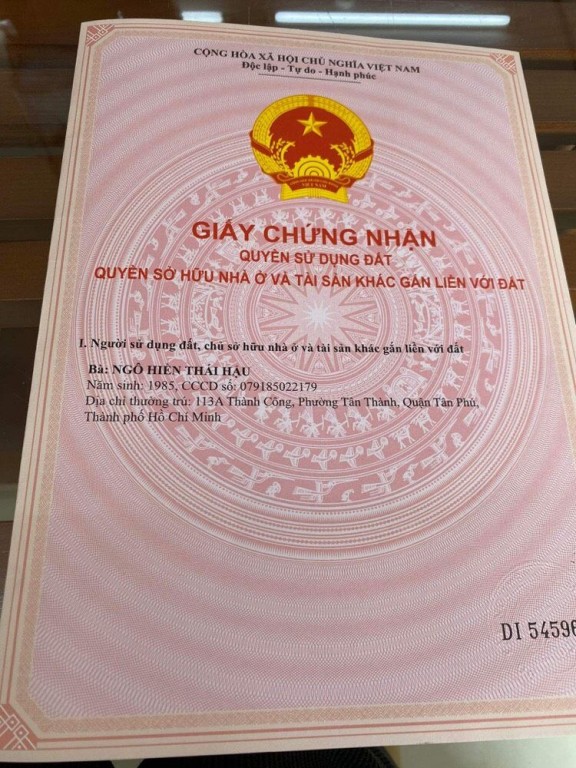 CỘNG HÒA XÃ HỘI CHỦ NGHĨA VIỆT NAM
Độc lập - Tự do - Hạnh phúc
VIỆT NAM
GIẤY CHỨNG NHẬN
QUYỀN SỬ DỤNG ĐẤT
QUYỀN SỞ HỮU NHÀ Ở VÀ TÀI SẢN KHÁC GẮN LIỀN VỚI ĐẤT
I. Người sử dụng đất, chủ sở hữu nhà ở và tài sản khác gắn liền với đất
Bà: NGÔ HIỀN THÁI HẬU
Năm sinh: 1985, CCCD số: 079185022179
Địa chỉ thường trú: 113A Thành Công, Phường Tân Thành, Quận Tân Phú,
Thành phố Hồ Chí Minh
DI 54596